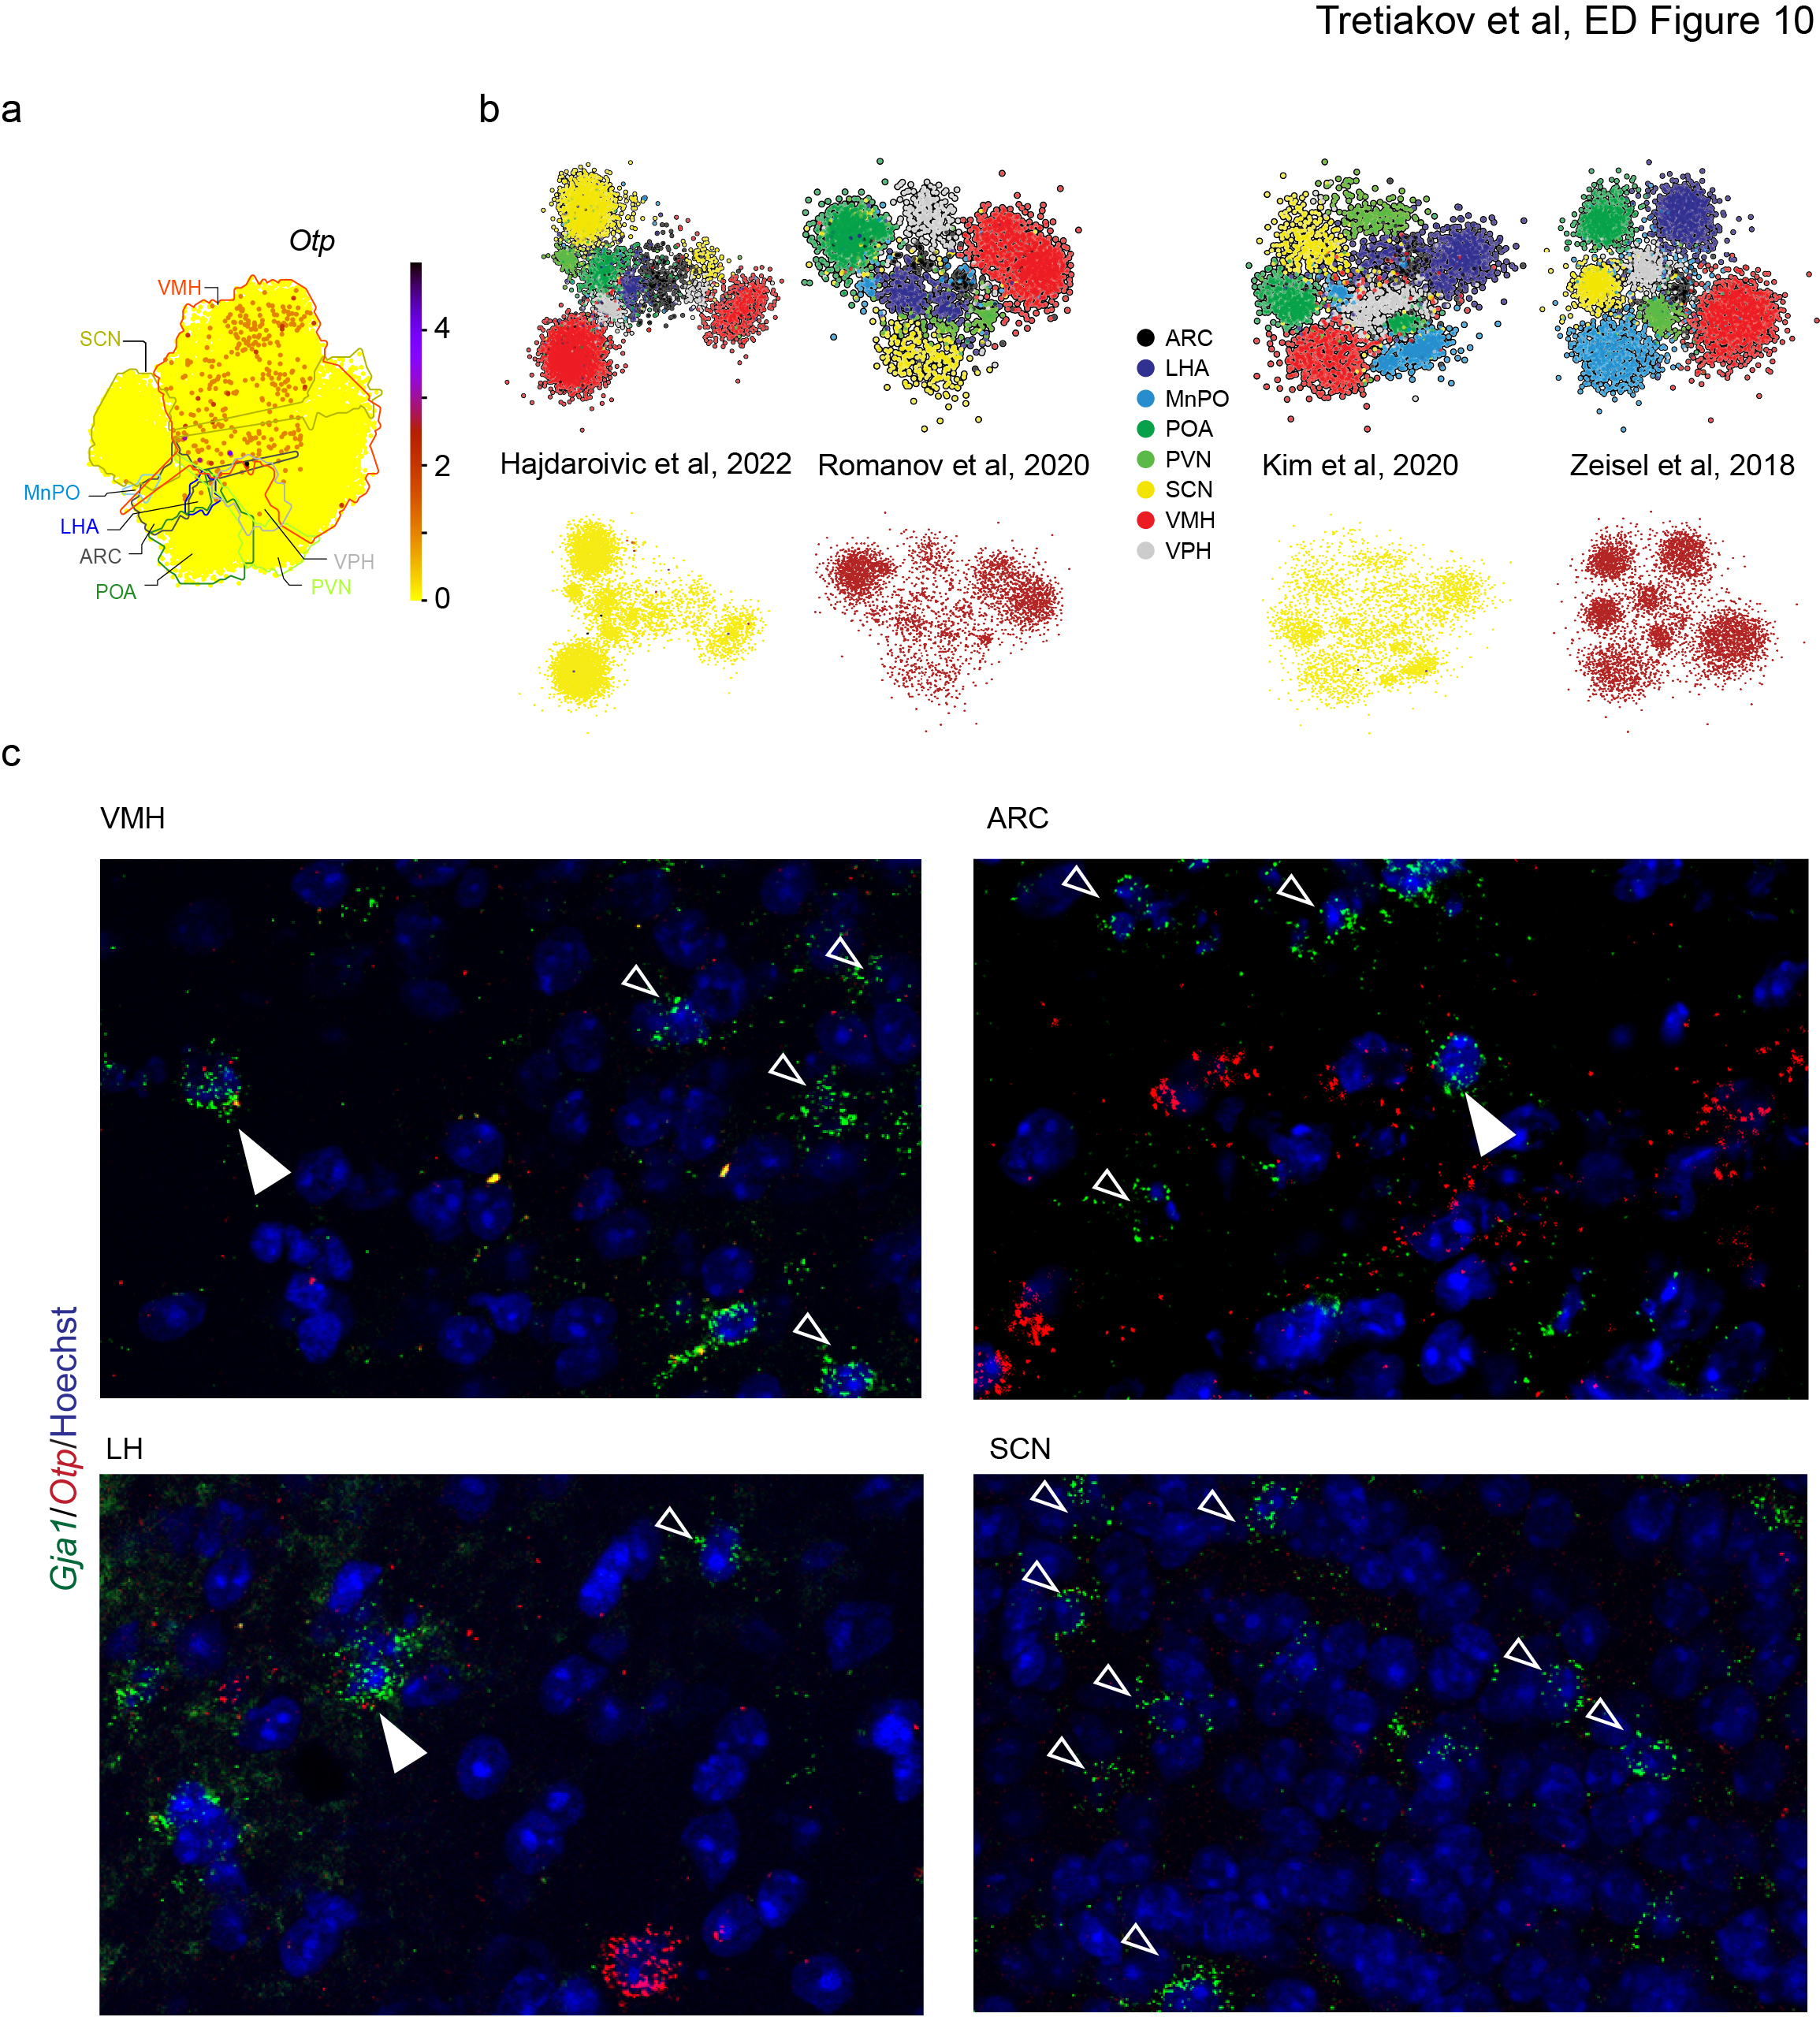 Tretiakov et al, ED Figure 10
a
b
Otp
VMH
SCN
MnPO
LHA
ARC
POA
VPH
PVN
4
2
0
ARC
LHA
MnPO
POA
PVN
SCN
VMH
VPH
Hajdaroivic et al, 2022
Romanov et al, 2020
Kim et al, 2020
Zeisel et al, 2018
c
VMH
ARC
LH
SCN
Gja1/Otp/Hoechst